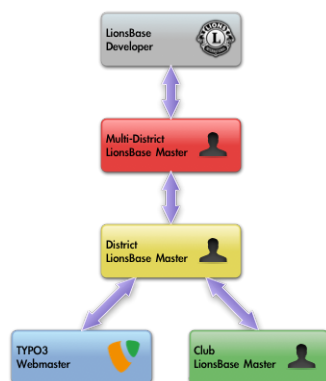 LionsBase
Developer
Multi-District
LionsBase Master
District
LionsBase Master
TYPO3
Webmaster
Club
LionsBase Master